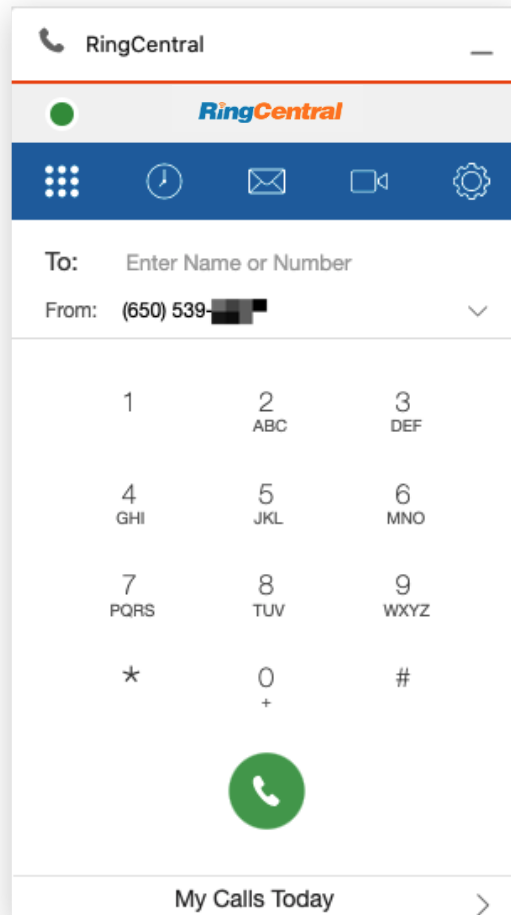 RingCentral
RingCentral
To: Enter Name or Number
From: (650) 539-
1 2 3
ABC DEF
4 5 6
GHI JKL MNO
7 8 9
PQRS TUV WXYZ
* 0 #
+
My Calls Today